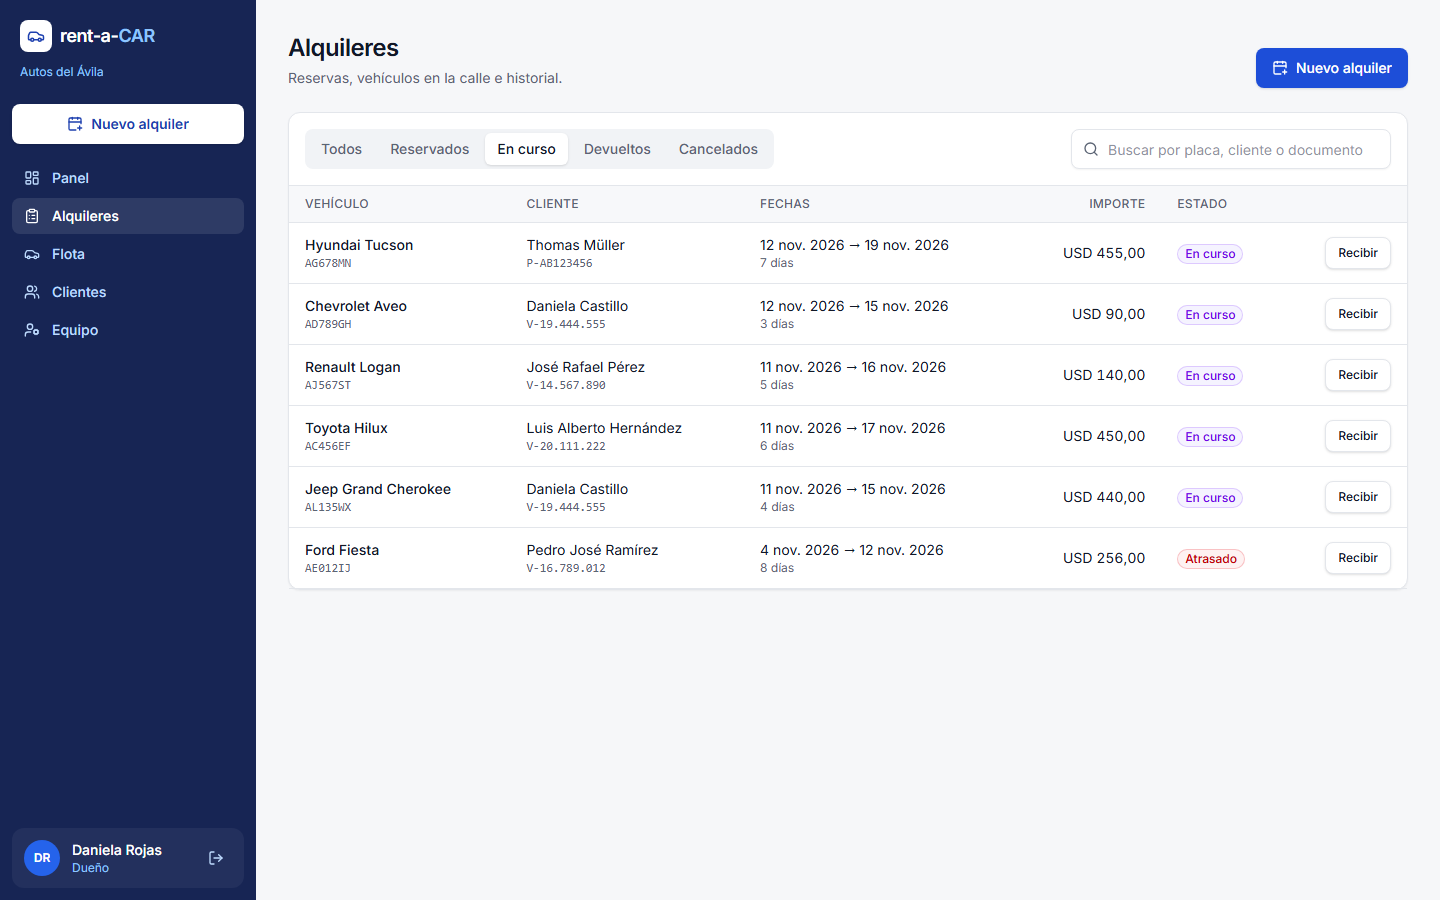 rent-a-CAR
Autos del Ávila
Nuevo alquiler
Panel
Alquileres
Flota
Clientes
Equipo
DR
Daniela Rojas
Dueño
Alquileres
Reservas, vehículos en la calle e historial.
Nuevo alquiler
Todos Reservados En curso Devueltos Cancelados
Buscar por placa, cliente o documento
VEHÍCULO CLIENTE FECHAS IMPORTE ESTADO
Hyundai Tucson Thomas Müller 12 nov. 2026 → 19 nov. 2026 USD 455,00 En curso Recibir
AG678MN P-AB123456 7 días
Chevrolet Aveo Daniela Castillo 12 nov. 2026 → 15 nov. 2026 USD 90,00 En curso Recibir
AD789GH V-19.444.555 3 días
Renault Logan José Rafael Pérez 11 nov. 2026 → 16 nov. 2026 USD 140,00 En curso Recibir
AJ567ST V-14.567.890 5 días
Toyota Hilux Luis Alberto Hernández 11 nov. 2026 → 17 nov. 2026 USD 450,00 En curso Recibir
AC456EF V-20.111.222 6 días
Jeep Grand Cherokee Daniela Castillo 11 nov. 2026 → 15 nov. 2026 USD 440,00 En curso Recibir
AL135WX V-19.444.555 4 días
Ford Fiesta Pedro José Ramírez 4 nov. 2026 → 12 nov. 2026 USD 256,00 Atrasado Recibir
AE012IJ V-16.789.012 8 días